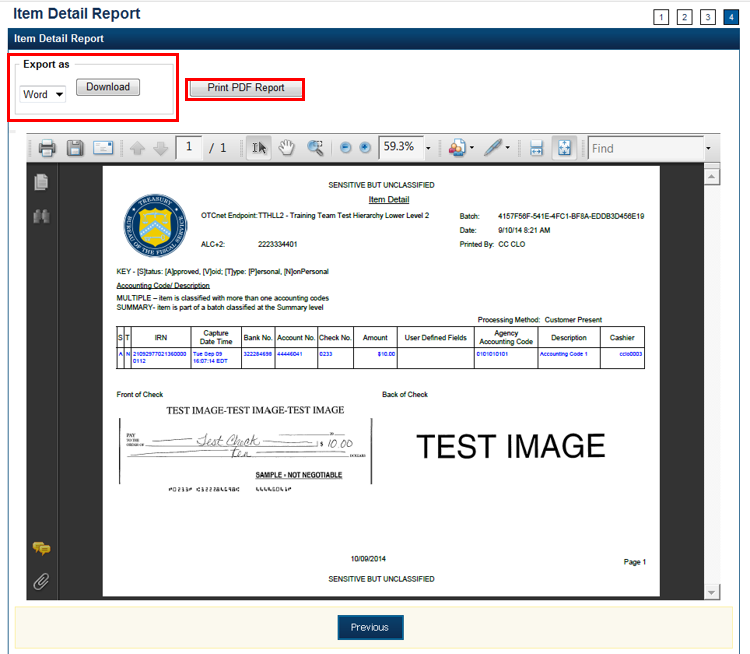 Item Detail Report
1 2 3 4
Item Detail Report
Export as
Word Download
Print PDF Report
1 / 1 59.3% Find
SENSITIVE BUT UNCLASSIFIED
Item Detail
OTCnet Endpoint: TTHLL2 - Training Team Test Hierarchy Lower Level 2
Batch: 4157F56F-541E-4FC1-BF8A-EDDB3D456E19
Date: 9/10/14 8:21 AM
ALC+2: 2223334401
Printed By: CC CLO
TREASURY
BUREAU OF THE FISCAL SERVICE
KEY - [S]tatus: [A]pproved, [V]oid; [T]ype: [P]ersonal, [N]onPersonal
Accounting Code/ Description
MULTIPLE – item is classified with more than one accounting codes
SUMMARY- item is part of a batch classified at the Summary level
Processing Method: Customer Present
S T IRN Capture Date Time Bank No. Account No. Check No. Amount User Defined Fields Agency Accounting Code Description Cashier
A N 21092977021360000 Tue Sep 09 322284698 44446041 0233 $10.00 0101010101 Accounting Code 1 cclo0003
0112 16:07:14 EDT
Front of Check Back of Check
TEST IMAGE-TEST IMAGE-TEST IMAGE
PAY
TO THE
ORDER OF Test Check $ 10.00
ten DOLLARS
SAMPLE - NOT NEGOTIABLE
TEST IMAGE
10/09/2014
Page 1
SENSITIVE BUT UNCLASSIFIED
Previous